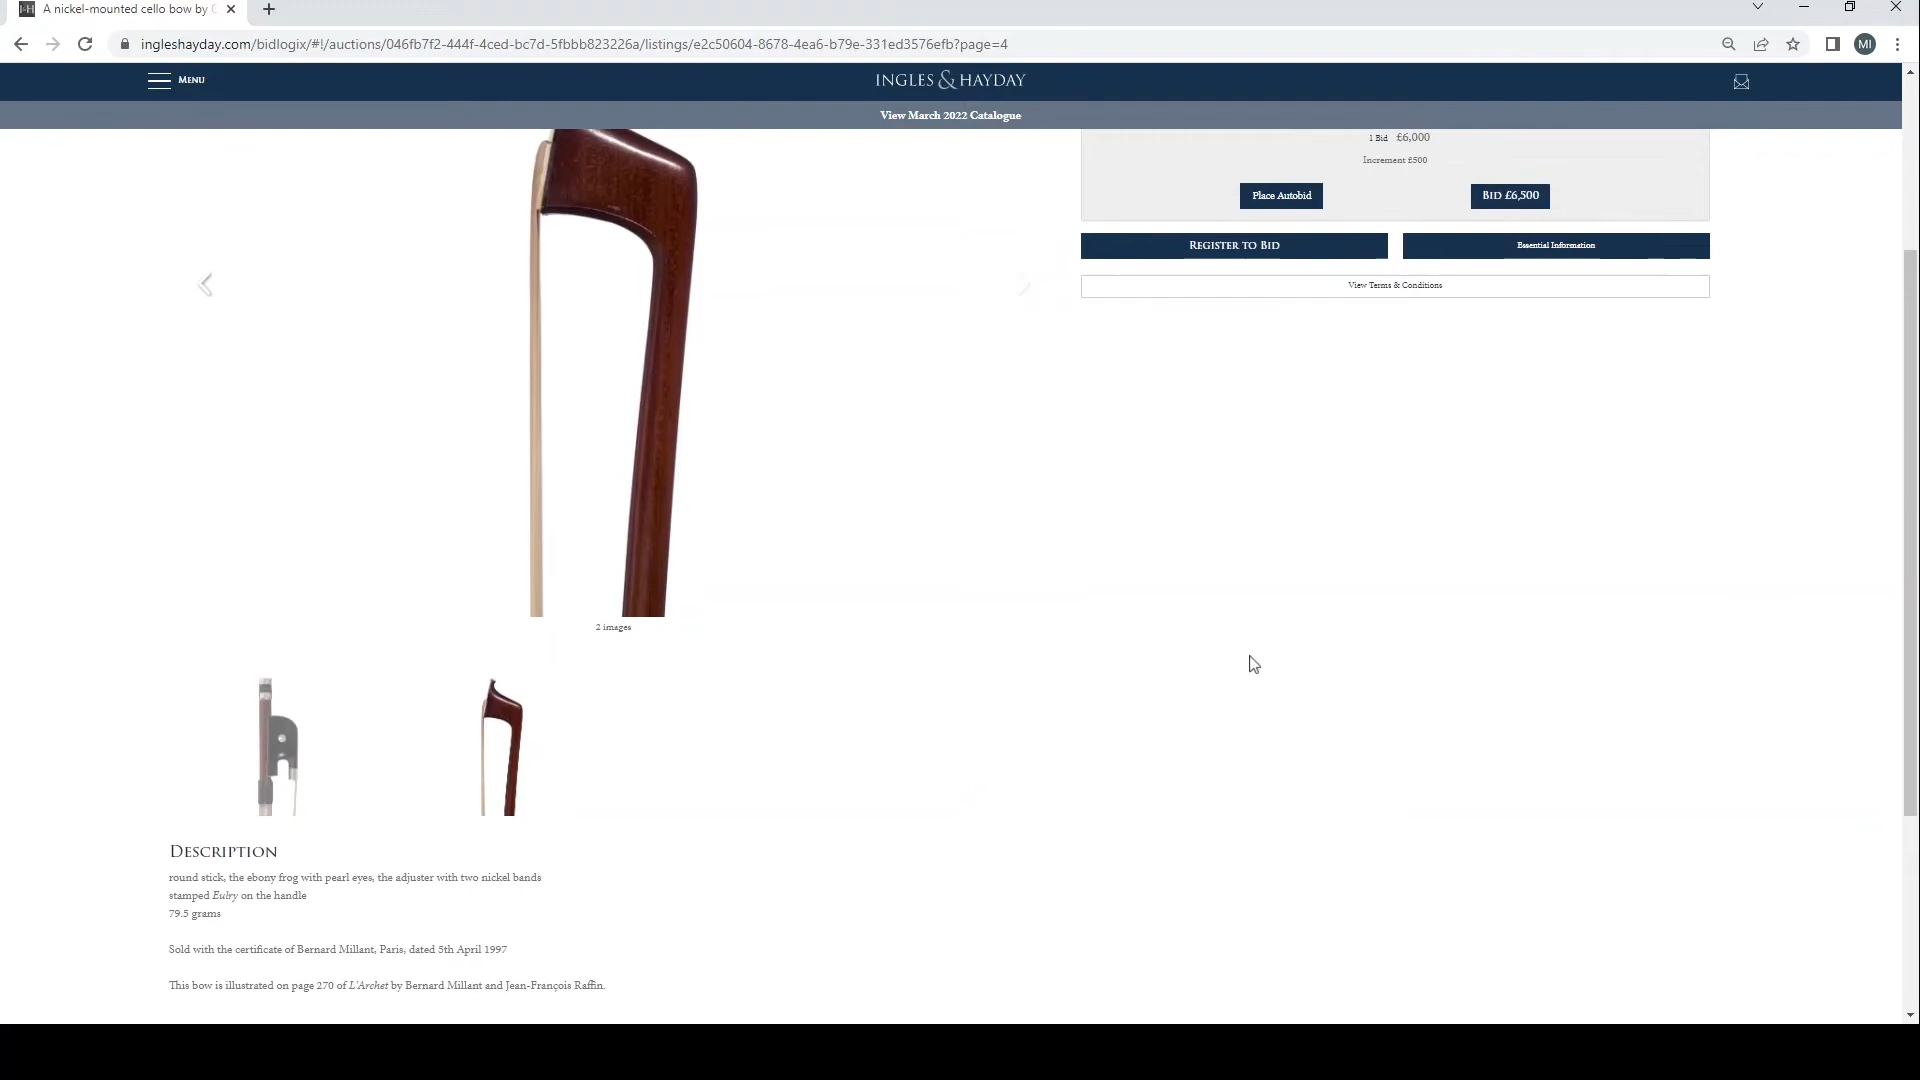 A nickel-mounted cello bow by
ingleshayday.com/bidlogix/#!/auctions/046fb7f2-444f-4ced-bc7d-5fbbb823226a/listings/e2c50604-8678-4ea6-b79e-331ed3576efb?page=4
MI
MENU
INGLES & HAYDAY
View March 2022 Catalogue
1 Bid £6,000
Increment £500
Place Autobid
BID £6,500
REGISTER TO BID
Essential Information
View Terms & Conditions
2 images
DESCRIPTION
round stick, the ebony frog with pearl eyes, the adjuster with two nickel bands
stamped Eulry on the handle
79.5 grams
Sold with the certificate of Bernard Millant, Paris, dated 5th April 1997
This bow is illustrated on page 270 of L'Archet by Bernard Millant and Jean-François Raffin.